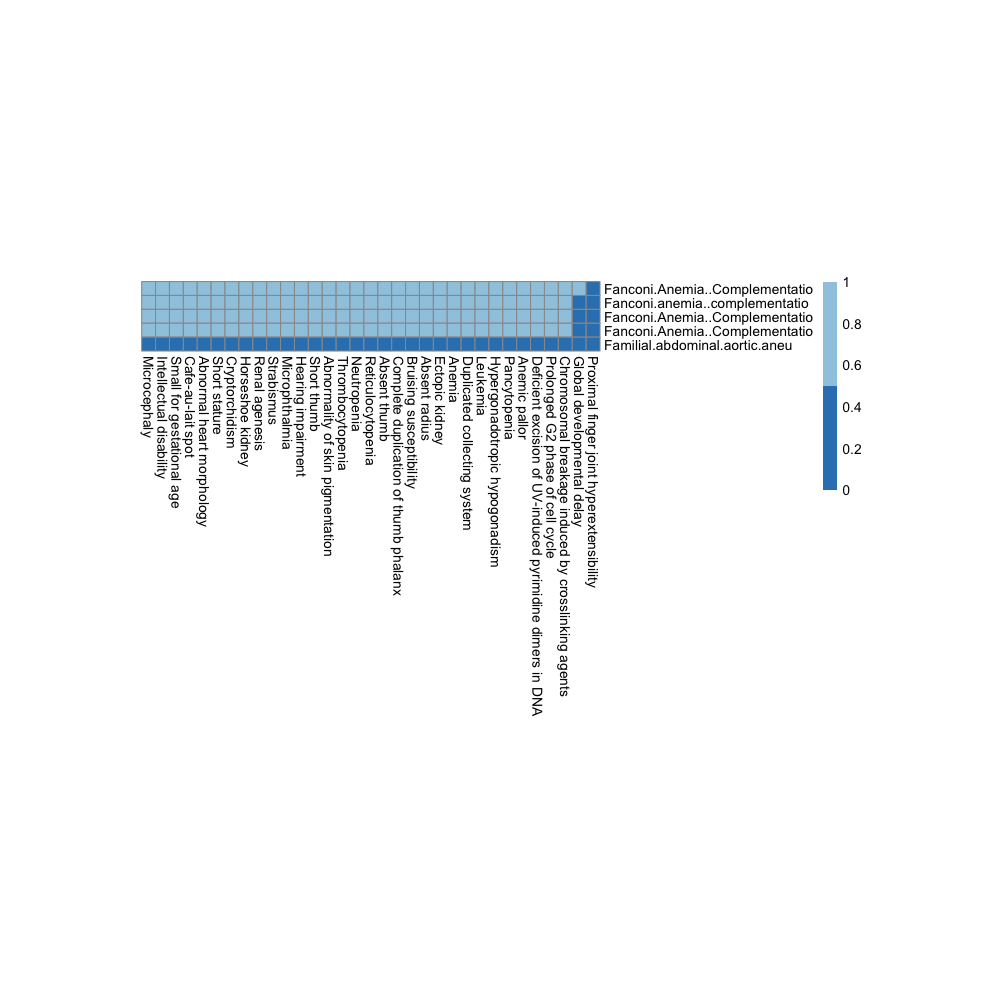 Fanconi.Anemia..Complementatio
Fanconi.anemia..complementatio
Fanconi.Anemia..Complementatio
Fanconi.Anemia..Complementatio
Familial.abdominal.aortic.aneu
1
0.8
0.6
0.4
0.2
0
Microcephaly
Intellectual disability
Small for gestational age
Cafe-au-lait spot
Abnormal heart morphology
Short stature
Cryptorchidism
Horseshoe kidney
Renal agenesis
Strabismus
Microphthalmia
Hearing impairment
Short thumb
Abnormality of skin pigmentation
Thrombocytopenia
Neutropenia
Reticulocytopenia
Absent thumb
Complete duplication of thumb phalanx
Bruising susceptibility
Absent radius
Ectopic kidney
Anemia
Duplicated collecting system
Leukemia
Hypergonadotropic hypogonadism
Pancytopenia
Anemic pallor
Deficient excision of UV-induced pyrimidine dimers in DNA
Prolonged G2 phase of cell cycle
Chromosomal breakage induced by crosslinking agents
Global developmental delay
Proximal finger joint hyperextensibility